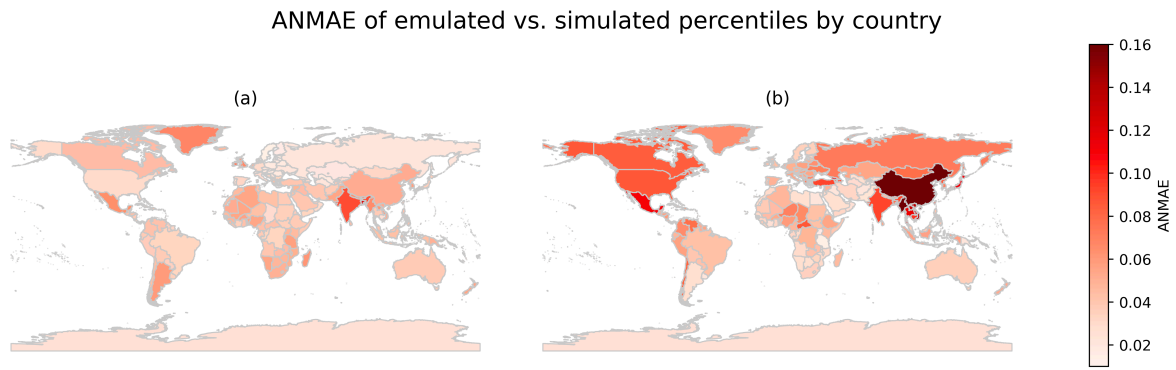 ANMAE of emulated vs. simulated percentiles by country
(a)
(b)
0.16
0.14
0.12
0.10
0.08
0.06
0.04
0.02
ANMAE